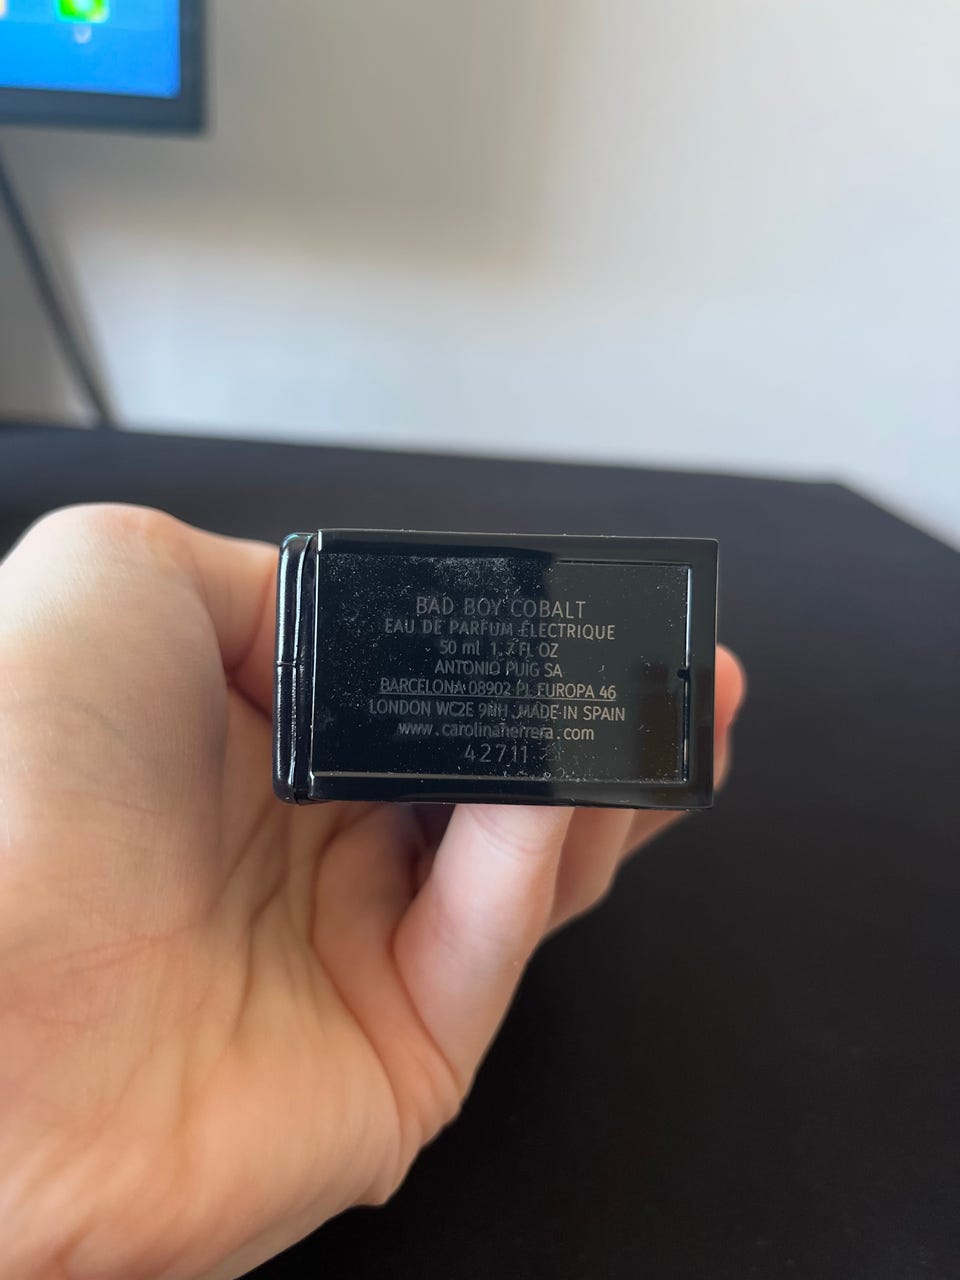 BAD BOY COBALT
EAU DE PARFUM ÉLECTRIQUE
50 ml 1.7 FL OZ
ANTONIO PUIG SA
BARCELONA 08902 PL EUROPA 46
LONDON WC2E 9NH MADE IN SPAIN
www.carolinaherrera.com
42711